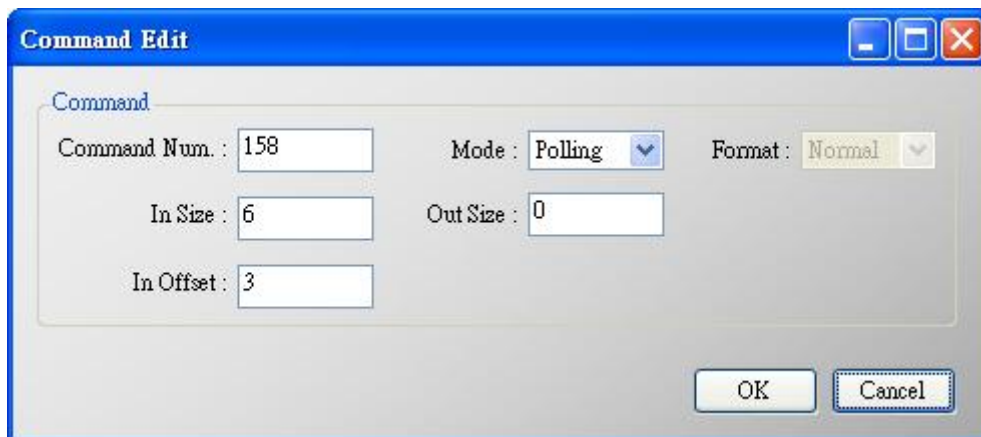 Command Edit
Command
Command Num. : 158 Mode : Polling Format : Normal
In Size : 6 Out Size : 0
In Offset : 3
OK Cancel